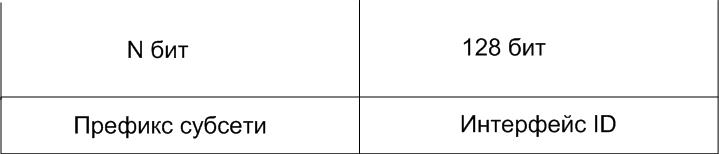 N бит
128 бит
Префикс субсети
Интерфейс ID